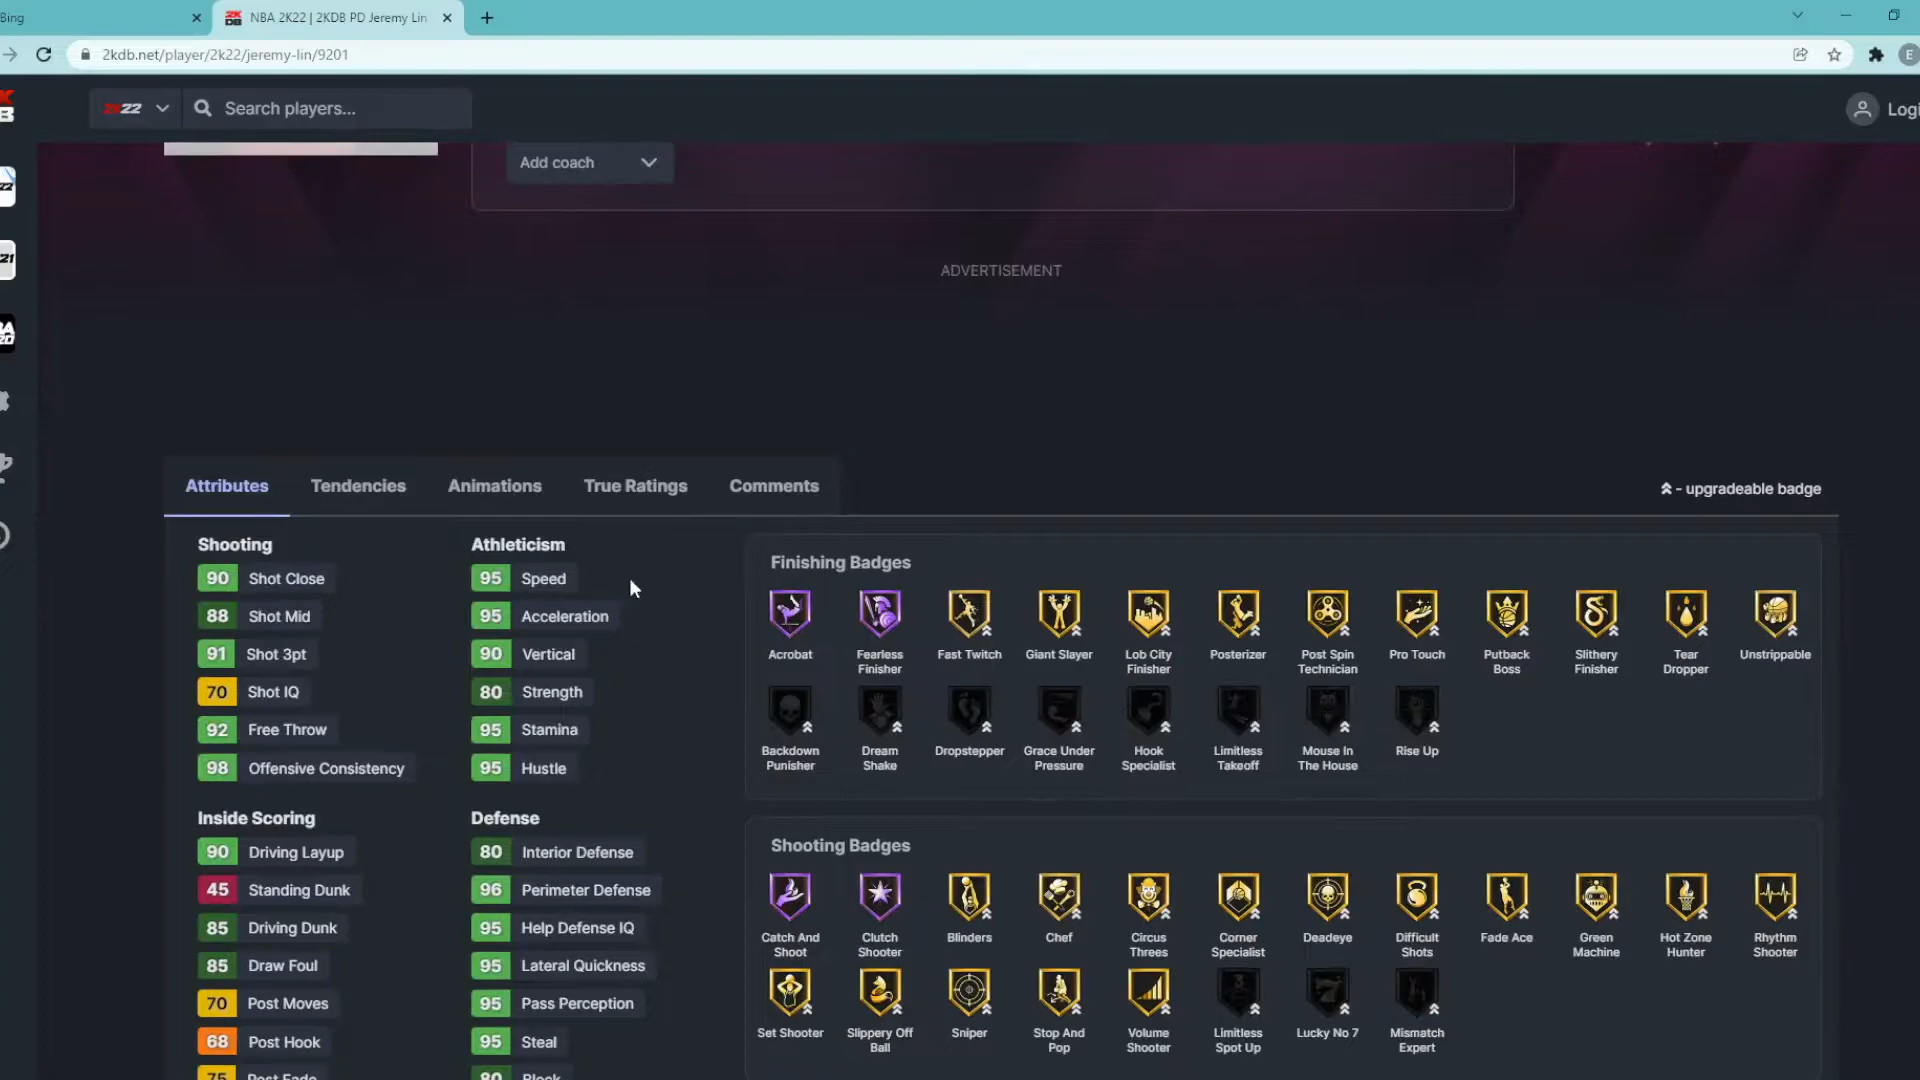 Bing
NBA 2K22 | 2KDB PD Jeremy Lin
2kdb.net/player/2k22/jeremy-lin/9201
E
2K22
Search players...
Logi
Add coach
22
21
ADVERTISEMENT
Attributes Tendencies Animations True Ratings Comments
- upgradeable badge
Shooting
90 Shot Close
88 Shot Mid
91 Shot 3pt
70 Shot IQ
92 Free Throw
98 Offensive Consistency
Athleticism
95 Speed
95 Acceleration
90 Vertical
80 Strength
95 Stamina
95 Hustle
Inside Scoring
90 Driving Layup
45 Standing Dunk
85 Driving Dunk
85 Draw Foul
70 Post Moves
68 Post Hook
75 Post Fade
Defense
80 Interior Defense
96 Perimeter Defense
95 Help Defense IQ
95 Lateral Quickness
95 Pass Perception
95 Steal
80 Block
Finishing Badges
Acrobat
Fearless
Finisher
Fast Twitch
Giant Slayer
Lob City
Finisher
Posterizer
Post Spin
Technician
Pro Touch
Putback
Boss
Slithery
Finisher
Tear
Dropper
Unstrippable
Backdown
Punisher
Dream
Shake
Dropstepper
Grace Under
Pressure
Hook
Specialist
Limitless
Takeoff
Mouse In
The House
Rise Up
Shooting Badges
Catch And
Shoot
Clutch
Shooter
Blinders
Chef
Circus
Threes
Corner
Specialist
Deadeye
Difficult
Shots
Fade Ace
Green
Machine
Hot Zone
Hunter
Rhythm
Shooter
Set Shooter
Slippery Off
Ball
Sniper
Stop And
Pop
Volume
Shooter
Limitless
Spot Up
Lucky No 7
Mismatch
Expert